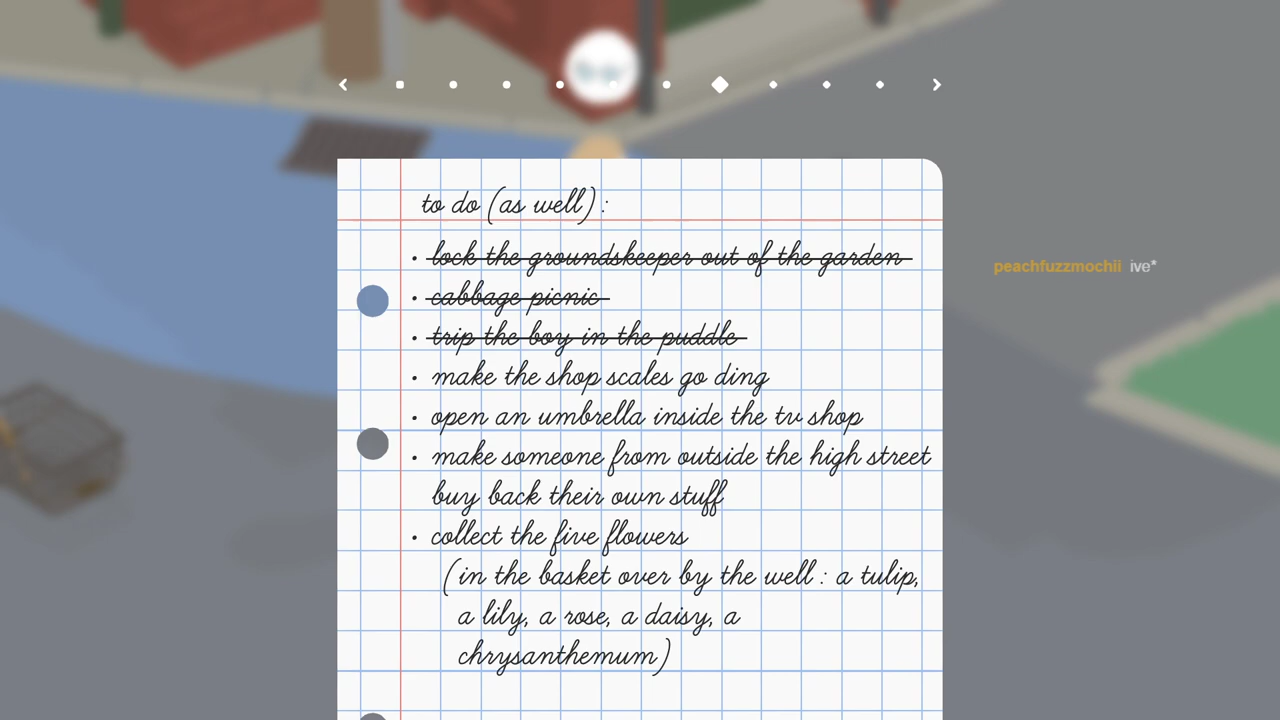 to do (as well) :
• lock the groundskeeper out of the garden
• cabbage picnic
• trip the boy in the puddle
• make the shop scales go ding
• open an umbrella inside the tv shop
• make someone from outside the high street
buy back their own stuff
• collect the five flowers
(in the basket over by the well : a tulip,
a lily, a rose, a daisy, a
chrysanthemum)
peachfuzzmochii ive*